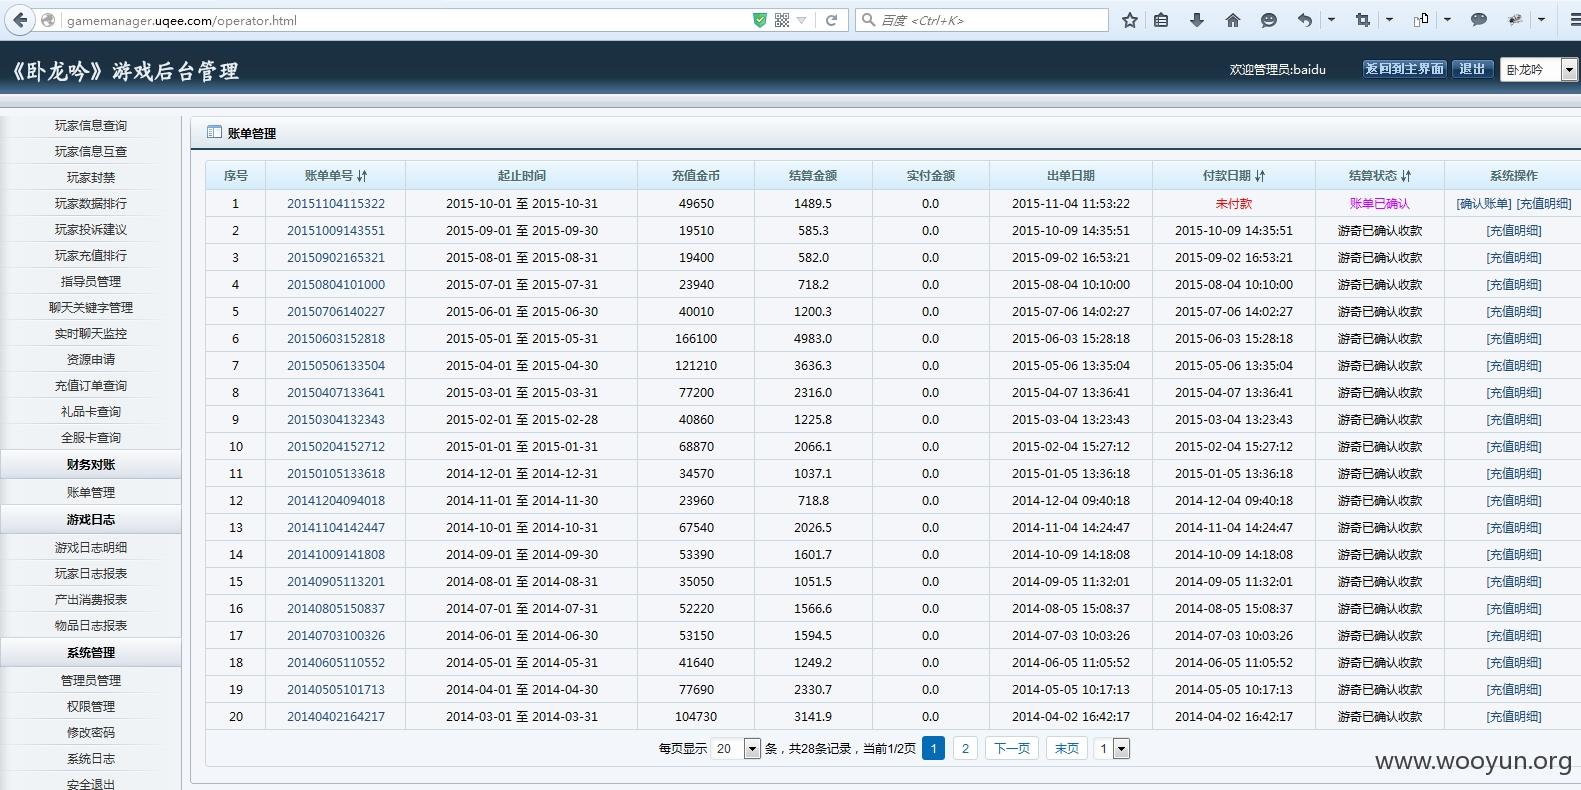 gamemanager.uqee.com/operator.html
百度 <Ctrl+K>
《卧龙吟》游戏后台管理
欢迎管理员:baidu
返回到主界面
退出
卧龙吟
玩家信息查询
玩家信息互查
玩家封禁
玩家数据排行
玩家投诉建议
玩家充值排行
指导员管理
聊天关键字管理
实时聊天监控
资源申请
充值订单查询
礼品卡查询
全服卡查询
财务对账
账单管理
游戏日志
游戏日志明细
玩家日志报表
产出消费报表
物品日志报表
系统管理
管理员管理
权限管理
修改密码
系统日志
安全退出
账单管理
序号 账单单号 起止时间 充值金币 结算金额 实付金额 出单日期 付款日期 结算状态 系统操作
1 20151104115322 2015-10-01 至 2015-10-31 49650 1489.5 0.0 2015-11-04 11:53:22 未付款 账单已确认 [确认账单] [充值明细]
2 20151009143551 2015-09-01 至 2015-09-30 19510 585.3 0.0 2015-10-09 14:35:51 2015-10-09 14:35:51 游奇已确认收款 [充值明细]
3 20150902165321 2015-08-01 至 2015-08-31 19400 582.0 0.0 2015-09-02 16:53:21 2015-09-02 16:53:21 游奇已确认收款 [充值明细]
4 20150804101000 2015-07-01 至 2015-07-31 23940 718.2 0.0 2015-08-04 10:10:00 2015-08-04 10:10:00 游奇已确认收款 [充值明细]
5 20150706140227 2015-06-01 至 2015-06-30 40010 1200.3 0.0 2015-07-06 14:02:27 2015-07-06 14:02:27 游奇已确认收款 [充值明细]
6 20150603152818 2015-05-01 至 2015-05-31 166100 4983.0 0.0 2015-06-03 15:28:18 2015-06-03 15:28:18 游奇已确认收款 [充值明细]
7 20150506133504 2015-04-01 至 2015-04-30 121210 3636.3 0.0 2015-05-06 13:35:04 2015-05-06 13:35:04 游奇已确认收款 [充值明细]
8 20150407133641 2015-03-01 至 2015-03-31 77200 2316.0 0.0 2015-04-07 13:36:41 2015-04-07 13:36:41 游奇已确认收款 [充值明细]
9 20150304132343 2015-02-01 至 2015-02-28 40860 1225.8 0.0 2015-03-04 13:23:43 2015-03-04 13:23:43 游奇已确认收款 [充值明细]
10 20150204152712 2015-01-01 至 2015-01-31 68870 2066.1 0.0 2015-02-04 15:27:12 2015-02-04 15:27:12 游奇已确认收款 [充值明细]
11 20150105133618 2014-12-01 至 2014-12-31 34570 1037.1 0.0 2015-01-05 13:36:18 2015-01-05 13:36:18 游奇已确认收款 [充值明细]
12 20141204094018 2014-11-01 至 2014-11-30 23960 718.8 0.0 2014-12-04 09:40:18 2014-12-04 09:40:18 游奇已确认收款 [充值明细]
13 20141104142447 2014-10-01 至 2014-10-31 67540 2026.5 0.0 2014-11-04 14:24:47 2014-11-04 14:24:47 游奇已确认收款 [充值明细]
14 20141009141808 2014-09-01 至 2014-09-30 53390 1601.7 0.0 2014-10-09 14:18:08 2014-10-09 14:18:08 游奇已确认收款 [充值明细]
15 20140905113201 2014-08-01 至 2014-08-31 35050 1051.5 0.0 2014-09-05 11:32:01 2014-09-05 11:32:01 游奇已确认收款 [充值明细]
16 20140805150837 2014-07-01 至 2014-07-31 52220 1566.6 0.0 2014-08-05 15:08:37 2014-08-05 15:08:37 游奇已确认收款 [充值明细]
17 20140703100326 2014-06-01 至 2014-06-30 53150 1594.5 0.0 2014-07-03 10:03:26 2014-07-03 10:03:26 游奇已确认收款 [充值明细]
18 20140605110552 2014-05-01 至 2014-05-31 41640 1249.2 0.0 2014-06-05 11:05:52 2014-06-05 11:05:52 游奇已确认收款 [充值明细]
19 20140505101713 2014-04-01 至 2014-04-30 77690 2330.7 0.0 2014-05-05 10:17:13 2014-05-05 10:17:13 游奇已确认收款 [充值明细]
20 20140402164217 2014-03-01 至 2014-03-31 104730 3141.9 0.0 2014-04-02 16:42:17 2014-04-02 16:42:17 游奇已确认收款 [充值明细]
每页显示 20 条，共28条记录，当前1/2页 1 2 下一页 末页 1
www.wooyun.org